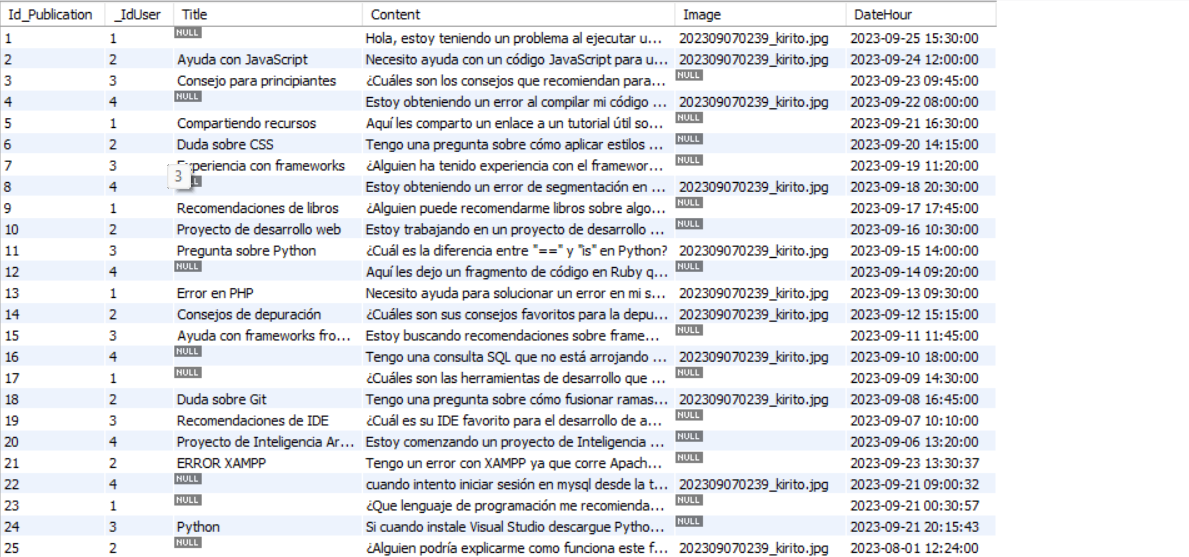 Id_Publication _IdUser Title Content Image DateHour
1 1 NULL Hola, estoy teniendo un problema al ejecutar u... 202309070239_kirito.jpg 2023-09-25 15:30:00
2 2 Ayuda con JavaScript Necesito ayuda con un código JavaScript para u... 202309070239_kirito.jpg 2023-09-24 12:00:00
3 3 Consejo para principiantes ¿Cuáles son los consejos que recomiendan para... NULL 2023-09-23 09:45:00
4 4 NULL Estoy obteniendo un error al compilar mi código ... 202309070239_kirito.jpg 2023-09-22 08:00:00
5 1 Compartiendo recursos Aquí les comparto un enlace a un tutorial útil so... NULL 2023-09-21 16:30:00
6 2 Duda sobre CSS Tengo una pregunta sobre cómo aplicar estilos ... NULL 2023-09-20 14:15:00
7 3 Experiencia con frameworks ¿Alguien ha tenido experiencia con el framewor... NULL 2023-09-19 11:20:00
3
8 4 Estoy obteniendo un error de segmentación en ... 202309070239_kirito.jpg 2023-09-18 20:30:00
9 1 Recomendaciones de libros ¿Alguien puede recomendarme libros sobre algo... NULL 2023-09-17 17:45:00
10 2 Proyecto de desarrollo web Estoy trabajando en un proyecto de desarrollo ... NULL 2023-09-16 10:30:00
11 3 Pregunta sobre Python ¿Cuál es la diferencia entre "==" y "is" en Python? 202309070239_kirito.jpg 2023-09-15 14:00:00
12 4 NULL Aquí les dejo un fragmento de código en Ruby q... NULL 2023-09-14 09:20:00
13 1 Error en PHP Necesito ayuda para solucionar un error en mi s... 202309070239_kirito.jpg 2023-09-13 09:30:00
14 2 Consejos de depuración ¿Cuáles son sus consejos favoritos para la depu... 202309070239_kirito.jpg 2023-09-12 15:15:00
15 3 Ayuda con frameworks fro... Estoy buscando recomendaciones sobre frame... NULL 2023-09-11 11:45:00
16 4 NULL Tengo una consulta SQL que no está arrojando ... 202309070239_kirito.jpg 2023-09-10 18:00:00
17 1 NULL ¿Cuáles son las herramientas de desarrollo que ... NULL 2023-09-09 14:30:00
18 2 Duda sobre Git Tengo una pregunta sobre cómo fusionar ramas... 202309070239_kirito.jpg 2023-09-08 16:45:00
19 3 Recomendaciones de IDE ¿Cuál es su IDE favorito para el desarrollo de a... NULL 2023-09-07 10:10:00
20 4 Proyecto de Inteligencia Ar... Estoy comenzando un proyecto de Inteligencia ... NULL 2023-09-06 13:20:00
21 2 ERROR XAMPP Tengo un error con XAMPP ya que corre Apach... NULL 2023-09-23 13:30:37
22 4 NULL cuando intento iniciar sesión en mysql desde la t... 202309070239_kirito.jpg 2023-09-21 09:00:32
23 1 NULL ¿Que lenguaje de programación me recomienda... NULL 2023-09-21 00:30:57
24 3 Python Si cuando instale Visual Studio descargue Pytho... NULL 2023-09-21 20:15:43
25 2 NULL ¿Alguien podría explicarme como funciona este f... 202309070239_kirito.jpg 2023-08-01 12:24:00